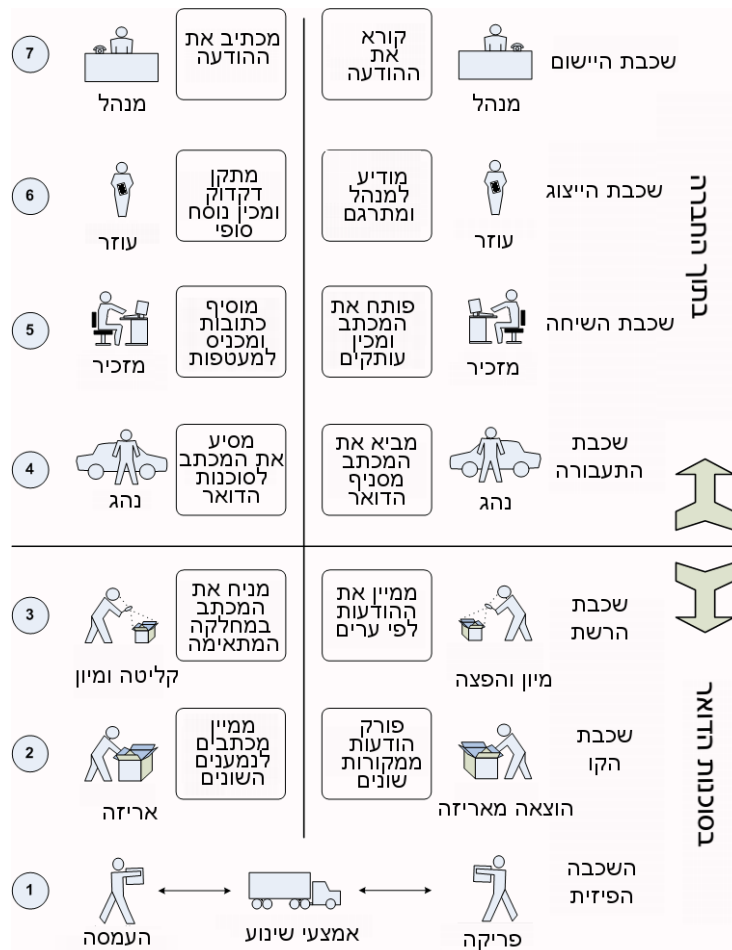 שכבת היישום
קורא
את
ההודעה
מנהל
מכתיב את
ההודעה
מנהל
7
שכבת הייצוג
מודיע
למנהל
ומתרגם
עוזר
מתקן
דקדוק
ומכין נוסח
סופי
עוזר
6
שכבת השיחה
פותח את
המכתב
ומכין
עותקים
מזכיר
מוסיף
כתובות
ומכניס
למעטפות
מזכיר
5
שכבת
התעבורה
מביא את
המכתב
מסניף
הדואר
נהג
מסיע
את המכתב
לסוכנות
הדואר
נהג
4
בתוך החברה
שכבת
הרשת
ממיין את
ההודעות
לפי ערים
מיון והפצה
מניח את
המכתב
במחלקה
המתאימה
קליטה ומיון
3
שכבת
הקו
פורק
הודעות
ממקורות
שונים
הוצאה מאריזה
ממיין
מכתבים
לנמענים
השונים
אריזה
2
השכבה
הפיזית
פריקה
אמצעי שינוע
העמסה
1
בסוכנות הדואר